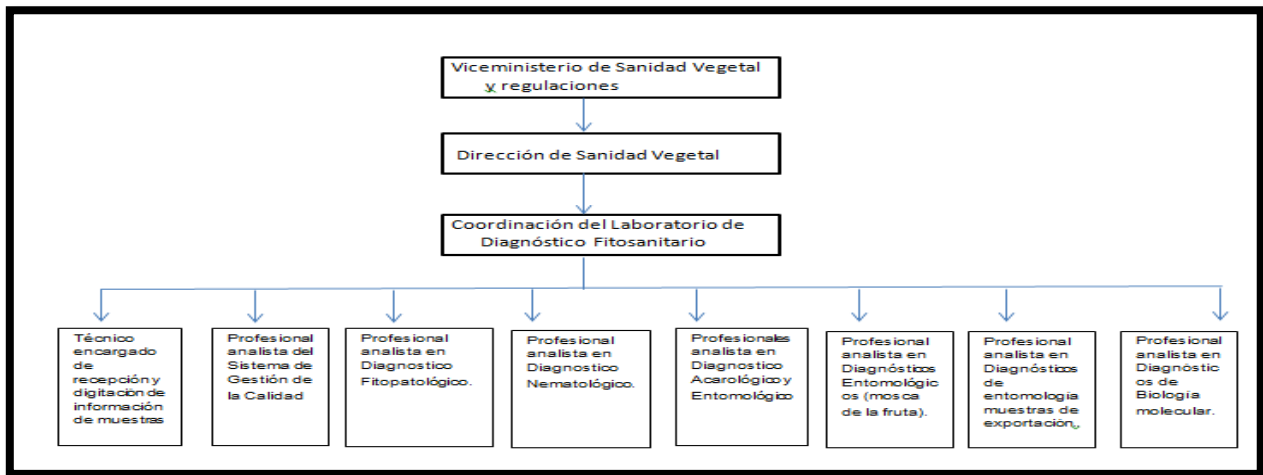 Viceministerio de Sanidad Vegetal
y regulaciones
Dirección de Sanidad Vegetal
Coordinación del Laboratorio de
Diagnóstico Fitosanitario
Técnico
encargado
de
recepción y
digitación de
información
de muestras
Profesional
analista del
Sistema de
Gestión de
la Calidad
Profesional
analista en
Diagnostico
Fitopatológico.
Profesional
analista en
Diagnostico
Nematológico.
Profesionales
analista en
Diagnostico
Acarológico y
Entomológico
Profesional
analista en
Diagnósticos
Entomológic
os (mosca
de la fruta).
Profesional
analista en
Diagnósticos
de
entomología
muestras de
exportación.
Profesional
analista en
Diagnóstic
os de
Biología
molecular.